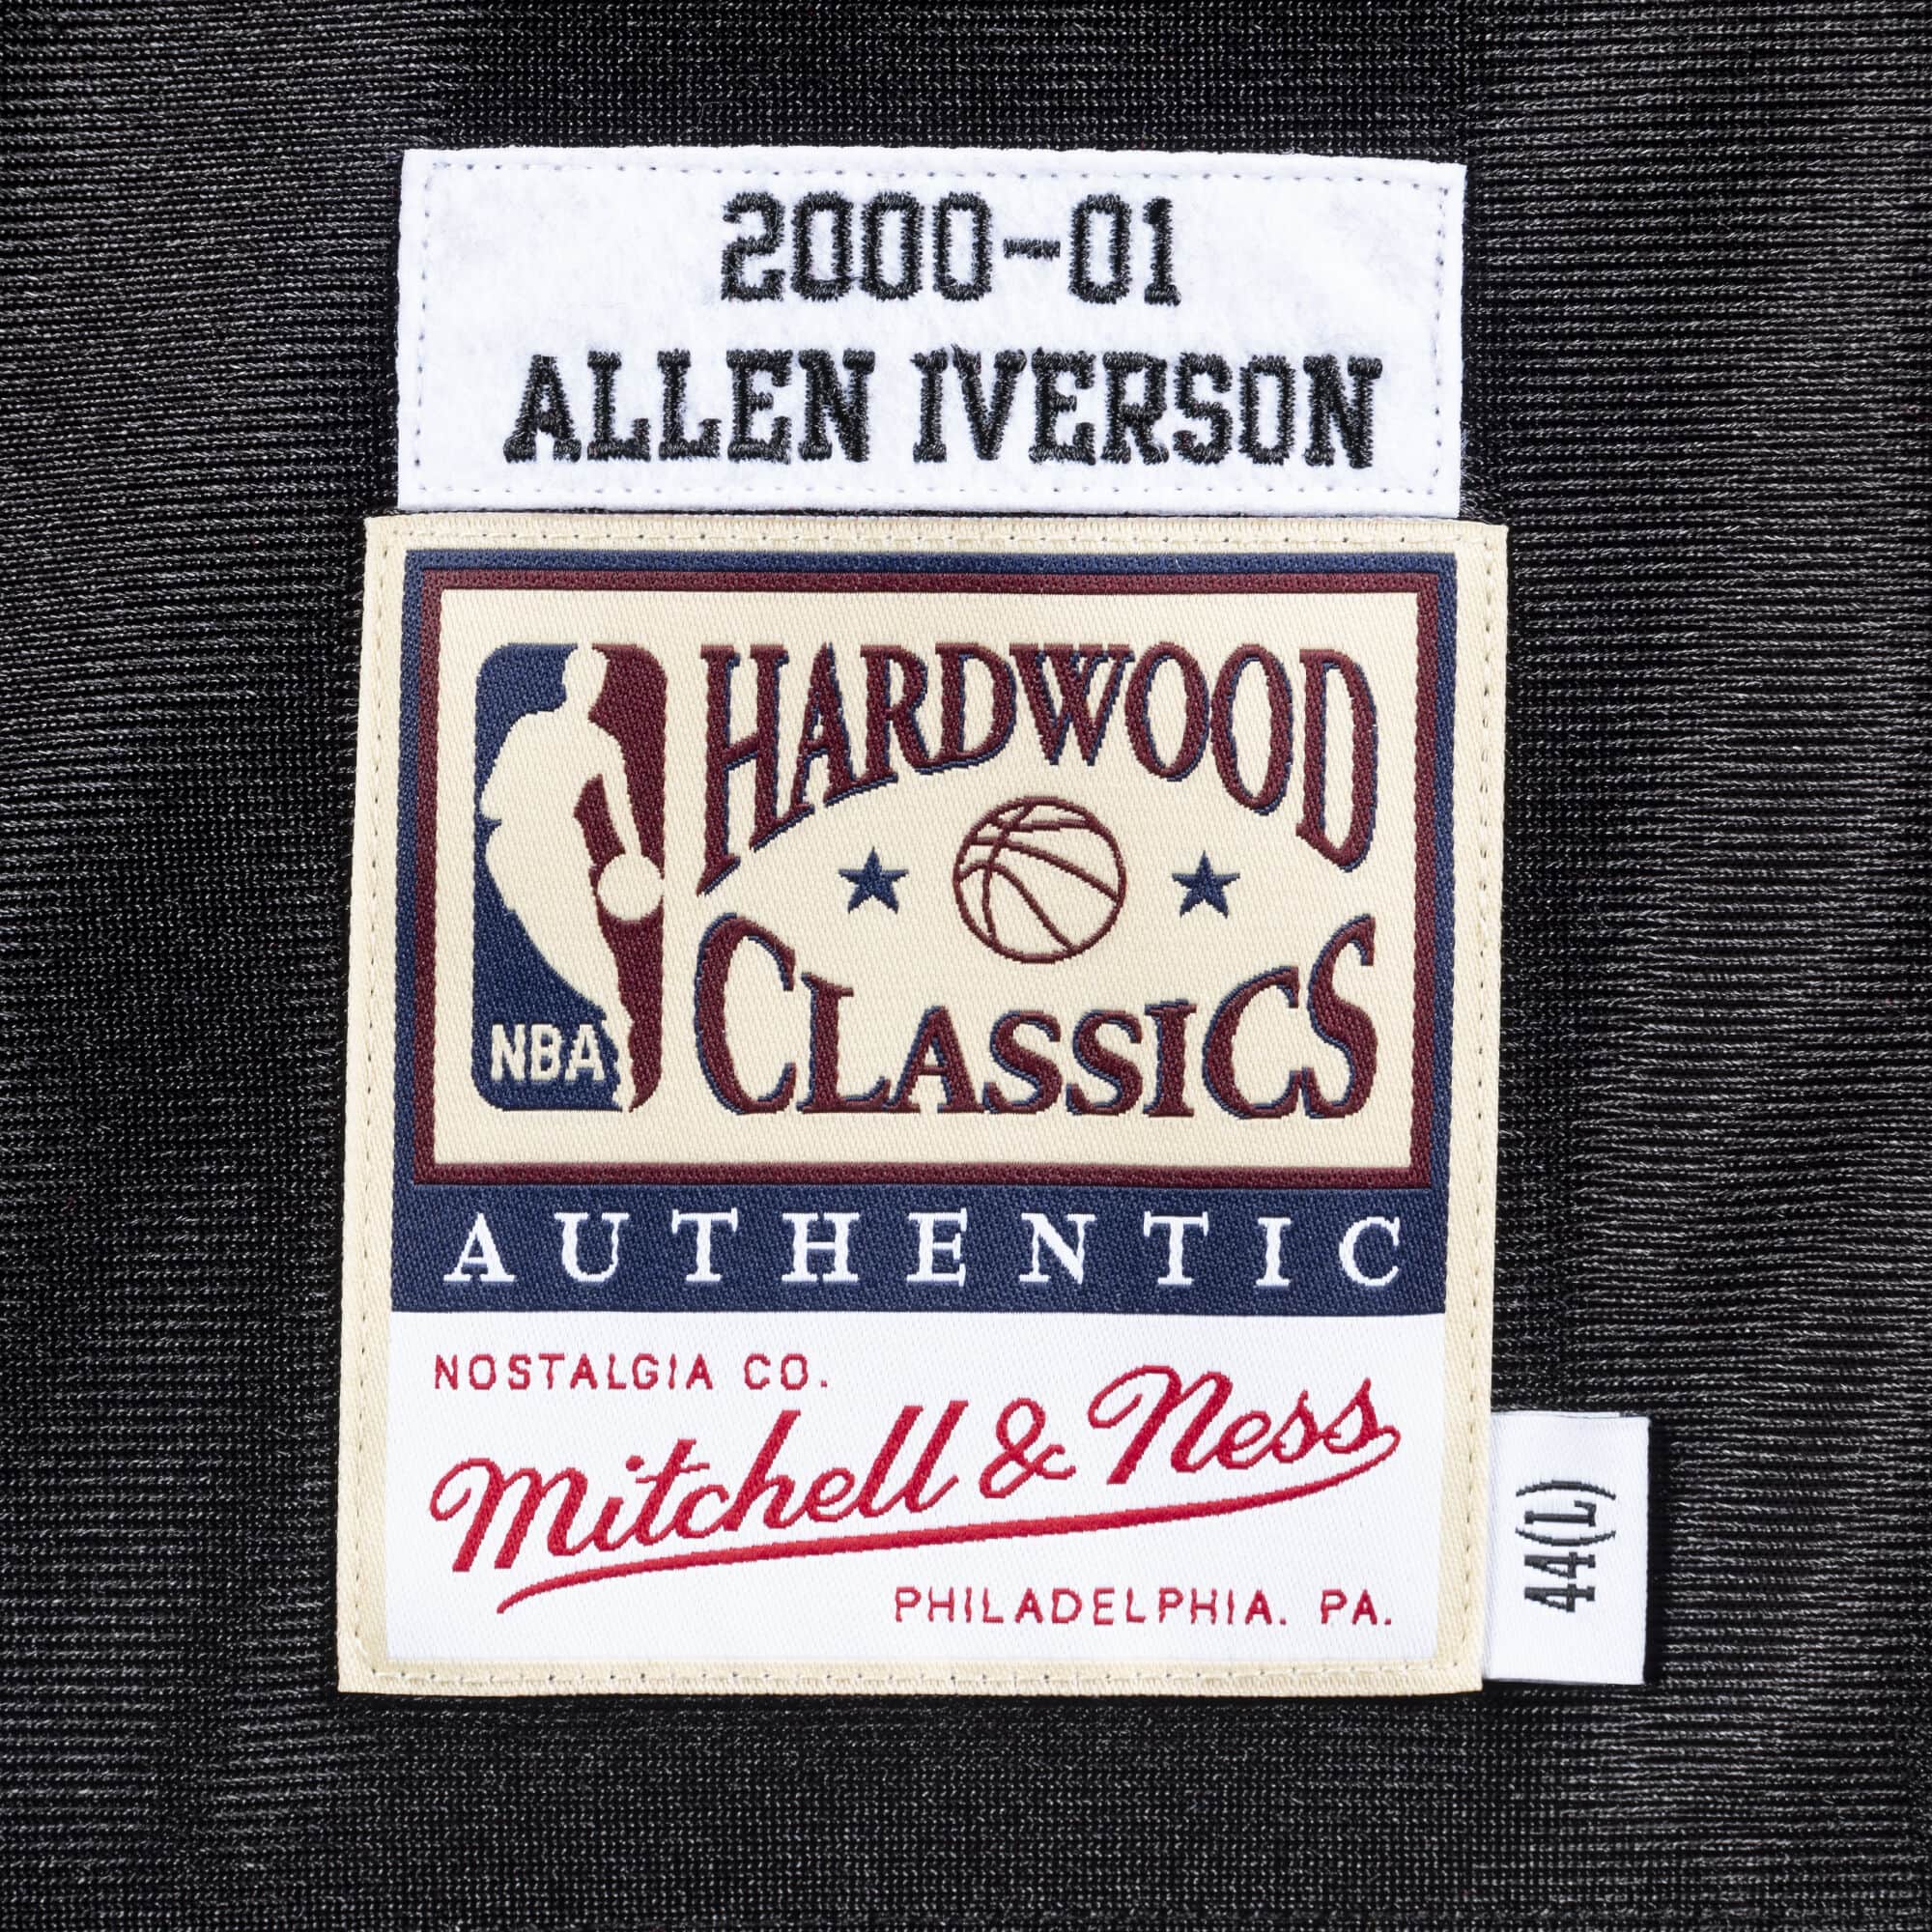 2000-01
ALLEN IVERSON
HARDWOOD
CLASSICS
NBA
AUTHENTIC
NOSTALGIA CO.
Mitchell & Ness
PHILADELPHIA. PA.
44(L)